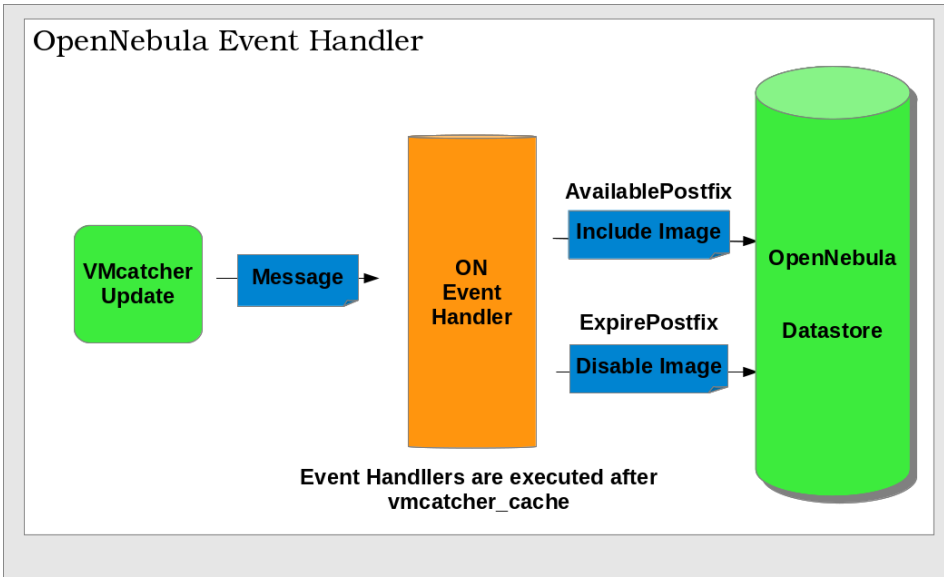 OpenNebula Event Handler
VMcatcher
Update
Message
ON
Event
Handler
AvailablePostfix
Include Image
ExpirePostfix
Disable Image
OpenNebula
Datastore
Event Handllers are executed after
vmcatcher_cache